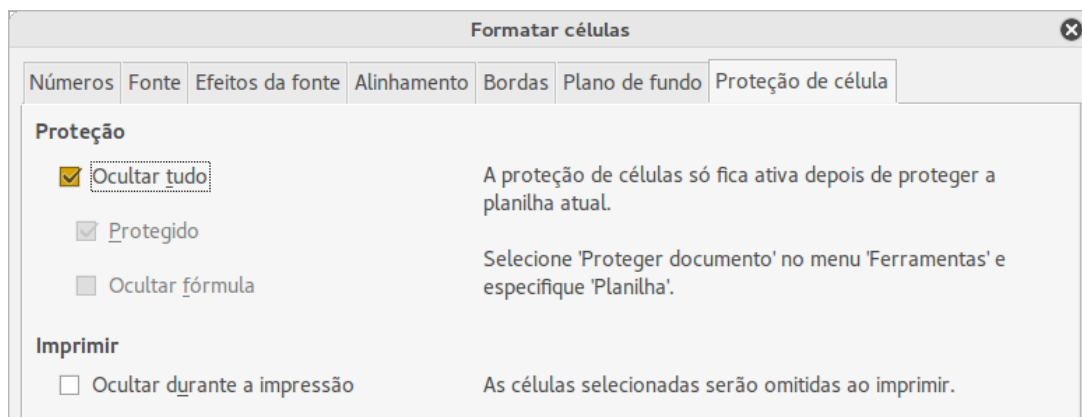 Formatar células
Números Fonte Efeitos da fonte Alinhamento Bordas Plano de fundo Proteção de célula
Proteção
Ocultar tudo
A proteção de células só fica ativa depois de proteger a
planilha atual.
Protegido
Selecione 'Proteger documento' no menu 'Ferramentas' e
especifique 'Planilha'.
Ocultar fórmula
Imprimir
Ocultar durante a impressão
As células selecionadas serão omitidas ao imprimir.